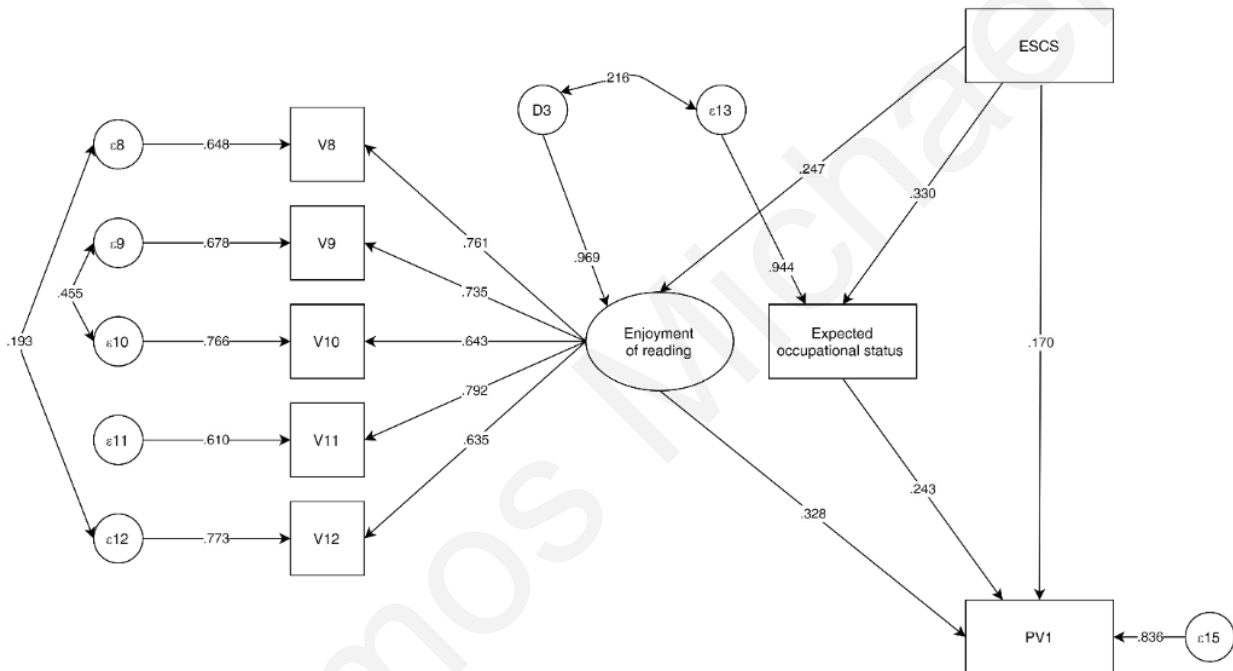 ESCS
.216
D3
ε13
ε8
.648
V8
.247
.330
ε9
.678
V9
.761
.969
.944
.455
.735
.193
ε10
.766
V10
.643
Enjoyment
of reading
Expected
occupational status
.170
.792
ε11
.610
V11
.635
.243
.328
ε12
.773
V12
PV1
.836
ε15
mos Michael